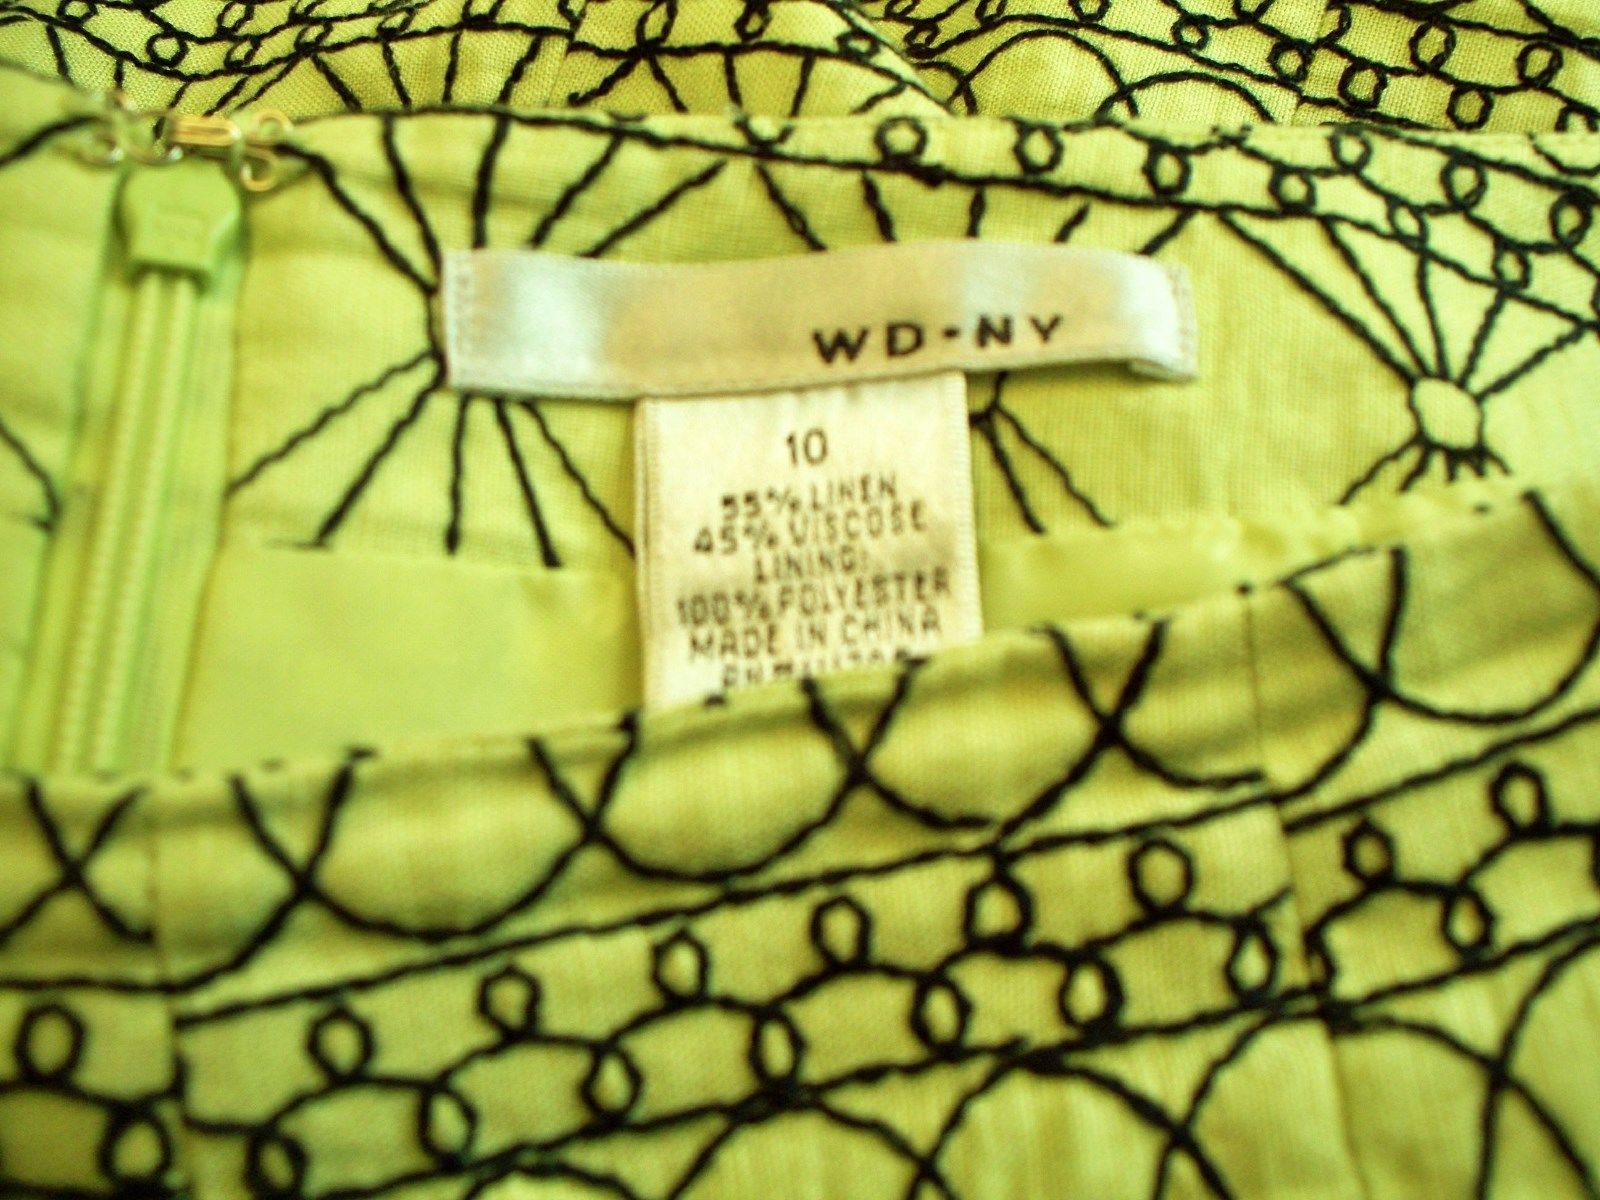 WD-NY
10
55% LINEN
45% VISCOSE
LINING:
100% POLYESTER
MADE IN CHINA